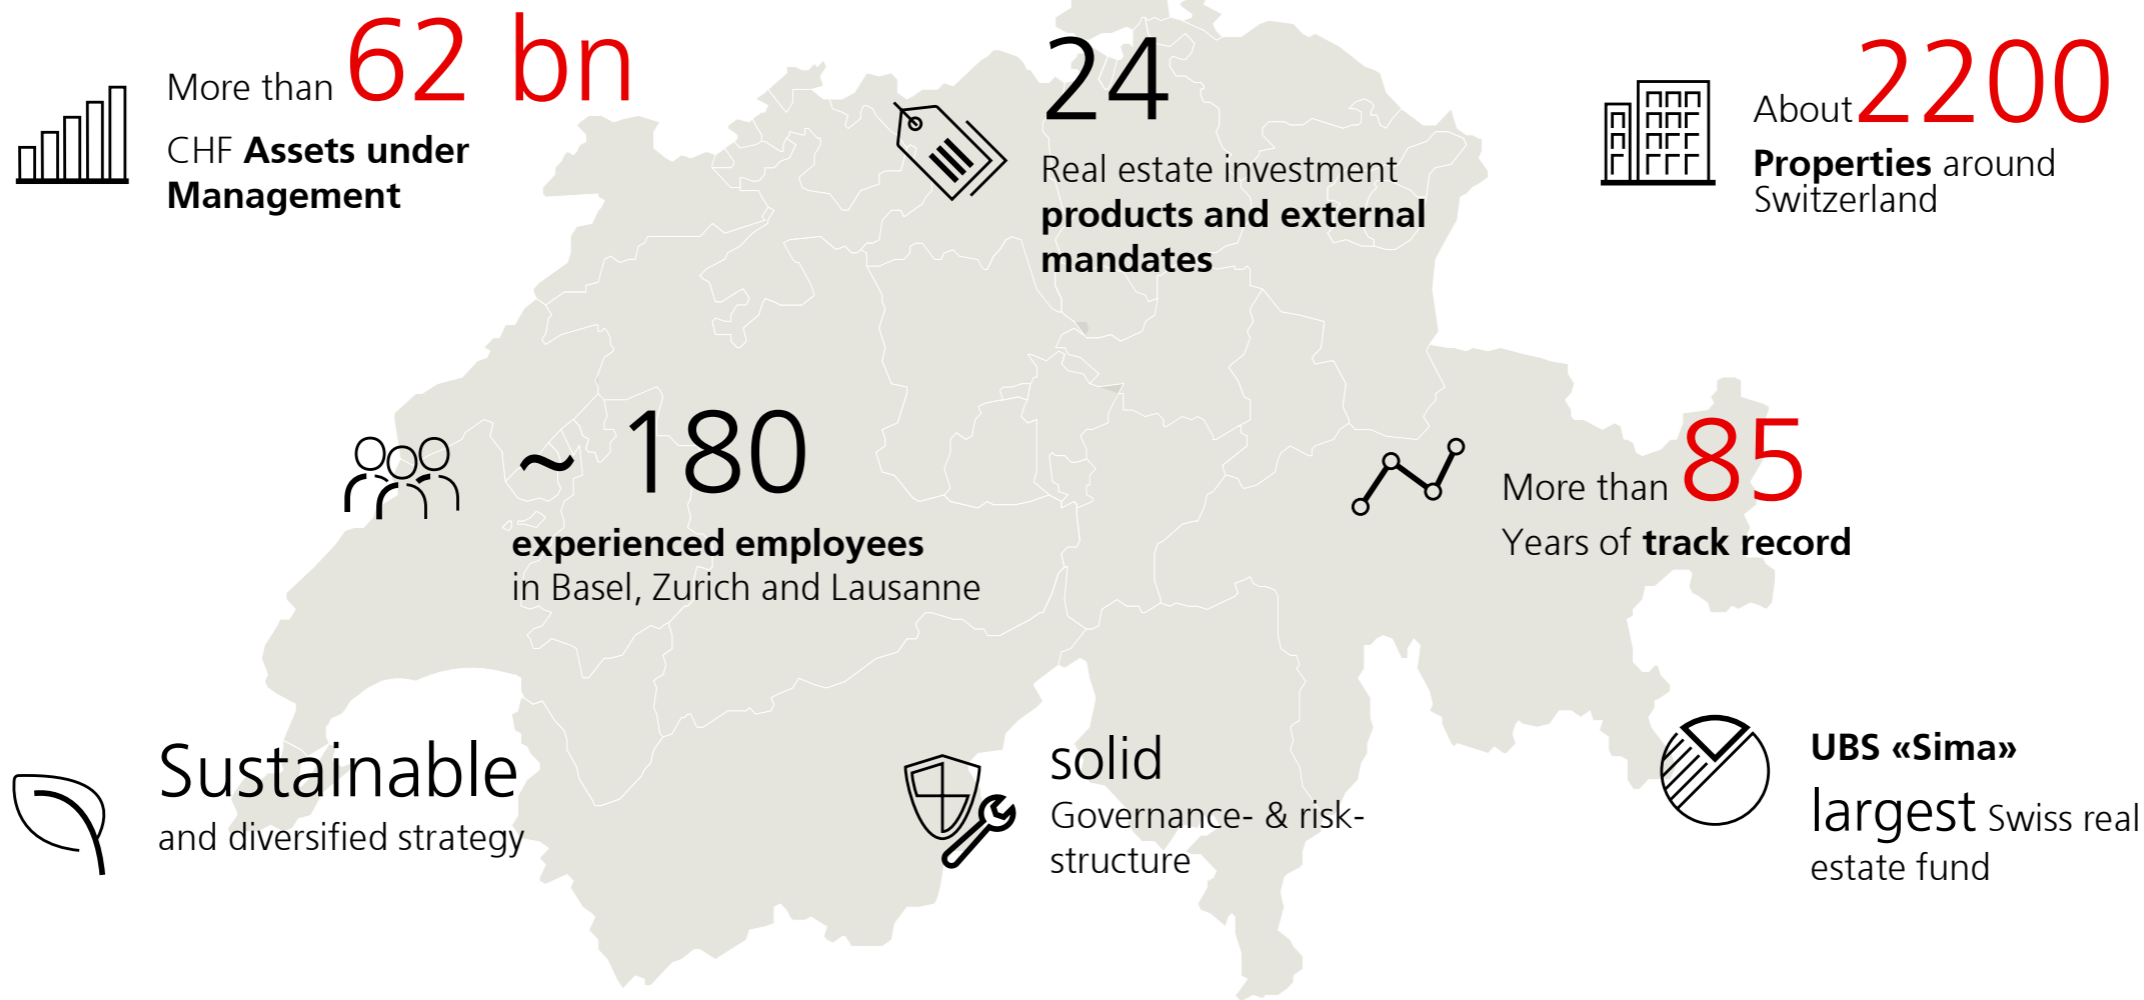 More than 62 bn
CHF Assets under
Management
24
Real estate investment
products and external
mandates
About 2200
Properties around
Switzerland
~ 180
experienced employees
in Basel, Zurich and Lausanne
More than 85
Years of track record
Sustainable
and diversified strategy
solid
Governance- & risk-
structure
UBS «Sima»
largest Swiss real
estate fund